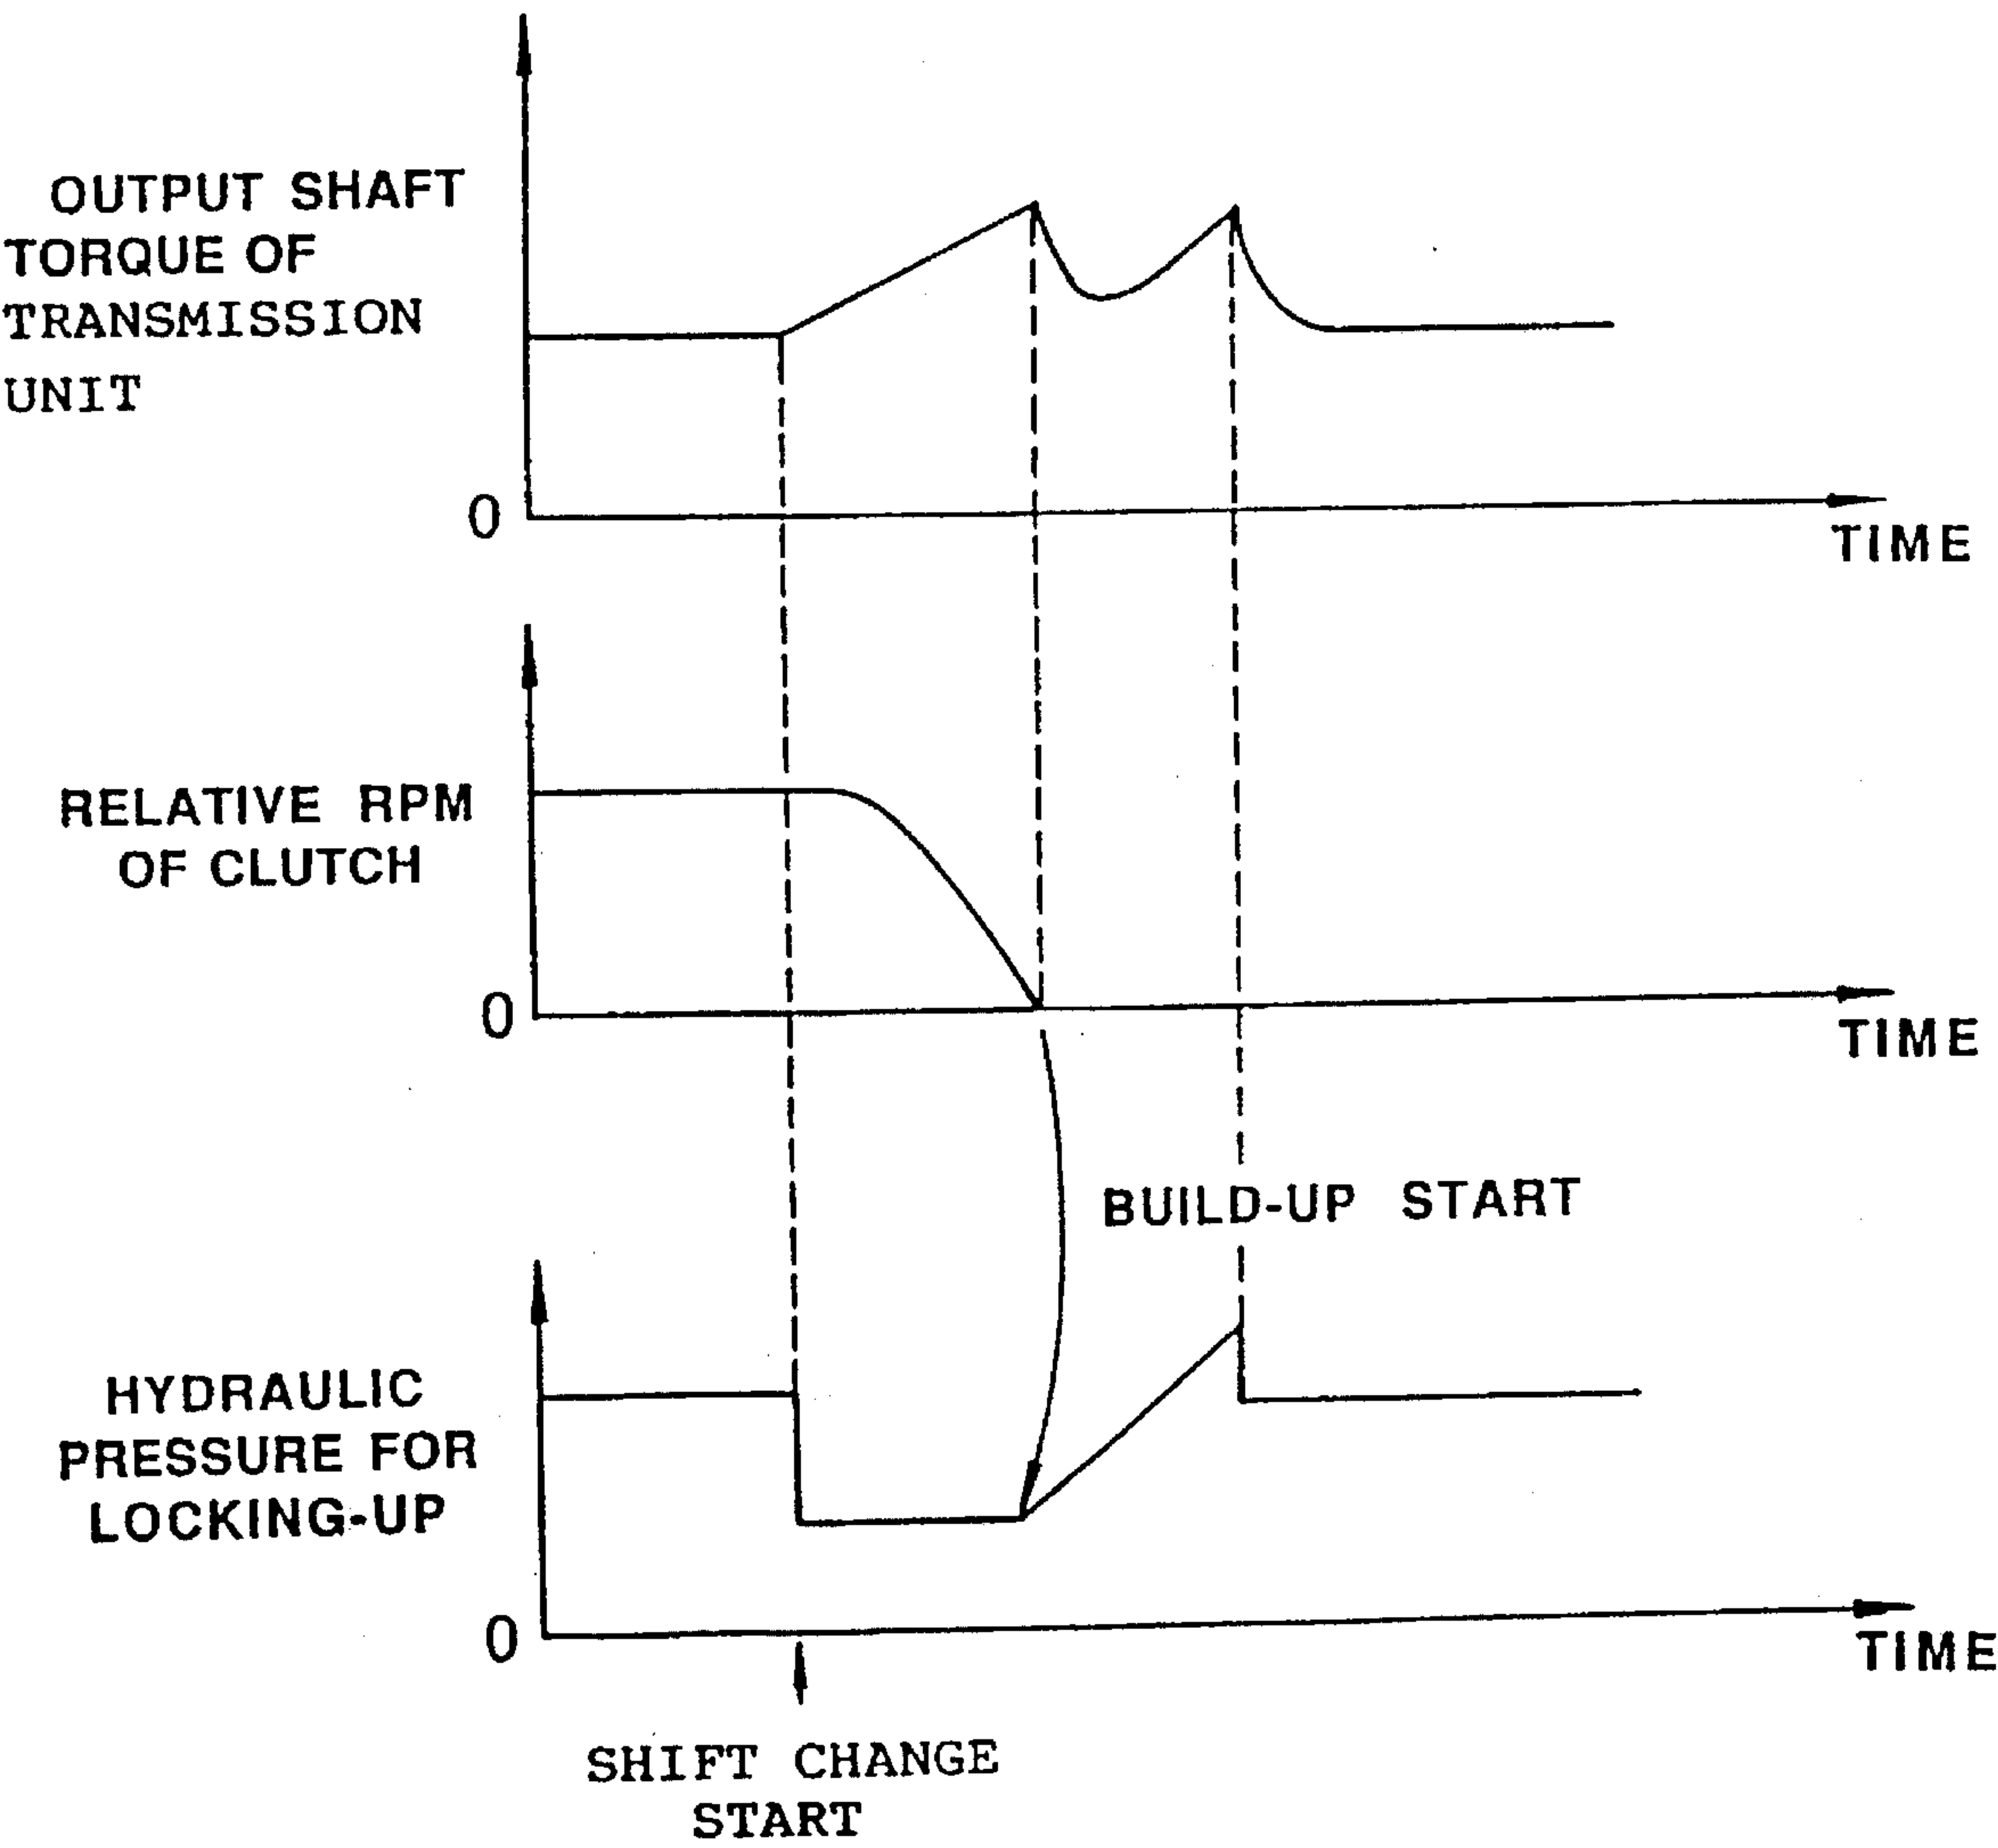 OUTPUT SHAFT
TORQUE OF
TRANSMISSION
UNIT
0
TIME
RELATIVE RPM
OF CLUTCH
0
TIME
BUILD-UP START
HYDRAULIC
PRESSURE FOR
LOCKING-UP
0
TIME
SHIFT CHANGE
START